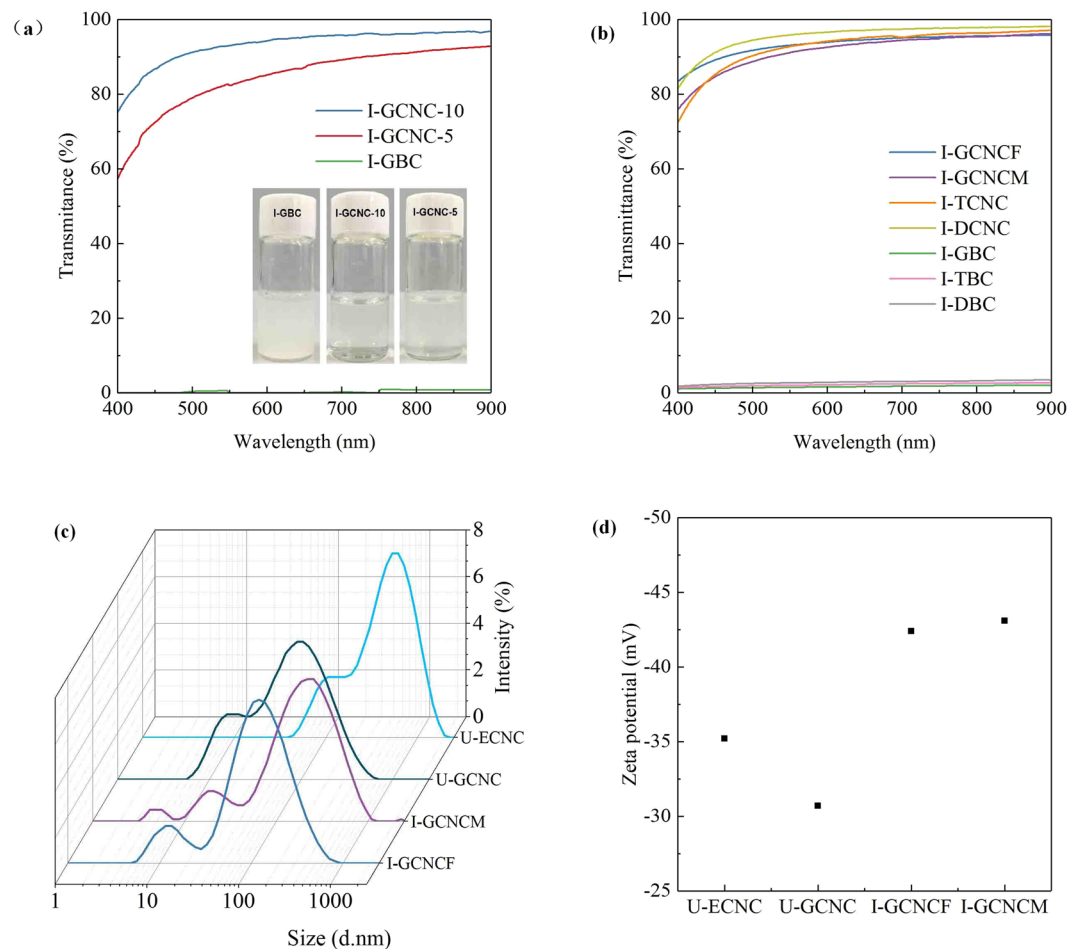 （a）
100
80
60
40
20
0
Transmittance (%)
I-GCNC-10
I-GCNC-5
I-GBC
I-GBC I-GCNC-10 I-GCNC-5
400 500 600 700 800 900
Wavelength (nm)
(b)
100
80
60
40
20
0
Transmittance (%)
I-GCNCF
I-GCNCM
I-TCNC
I-DCNC
I-GBC
I-TBC
I-DBC
400 500 600 700 800 900
Wavelength (nm)
(c)
8
6
4
2
0
Intensity (%)
U-ECNC
U-GCNC
I-GCNCM
I-GCNCF
1 10 100 1000
Size (d.nm)
(d)
-50
-45
-40
-35
-30
-25
Zeta potential (mV)
U-ECNC U-GCNC I-GCNCF I-GCNCM